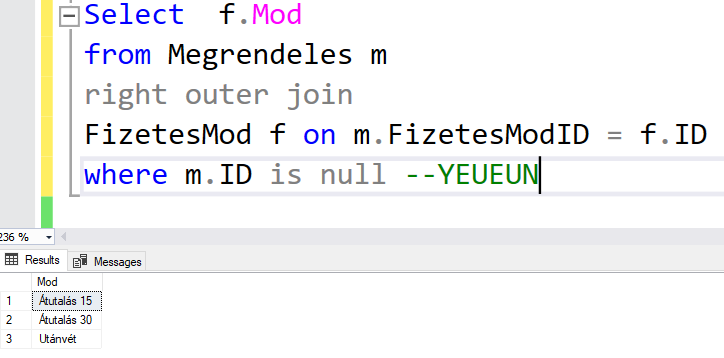 Select f.Mod
from Megrendeles m
right outer join
FizetesMod f on m.FizetesModID = f.ID
where m.ID is null --YEUEUN
236 %
Results Messages
Mod
1 Átutalás 15
2 Átutalás 30
3 Utánvét